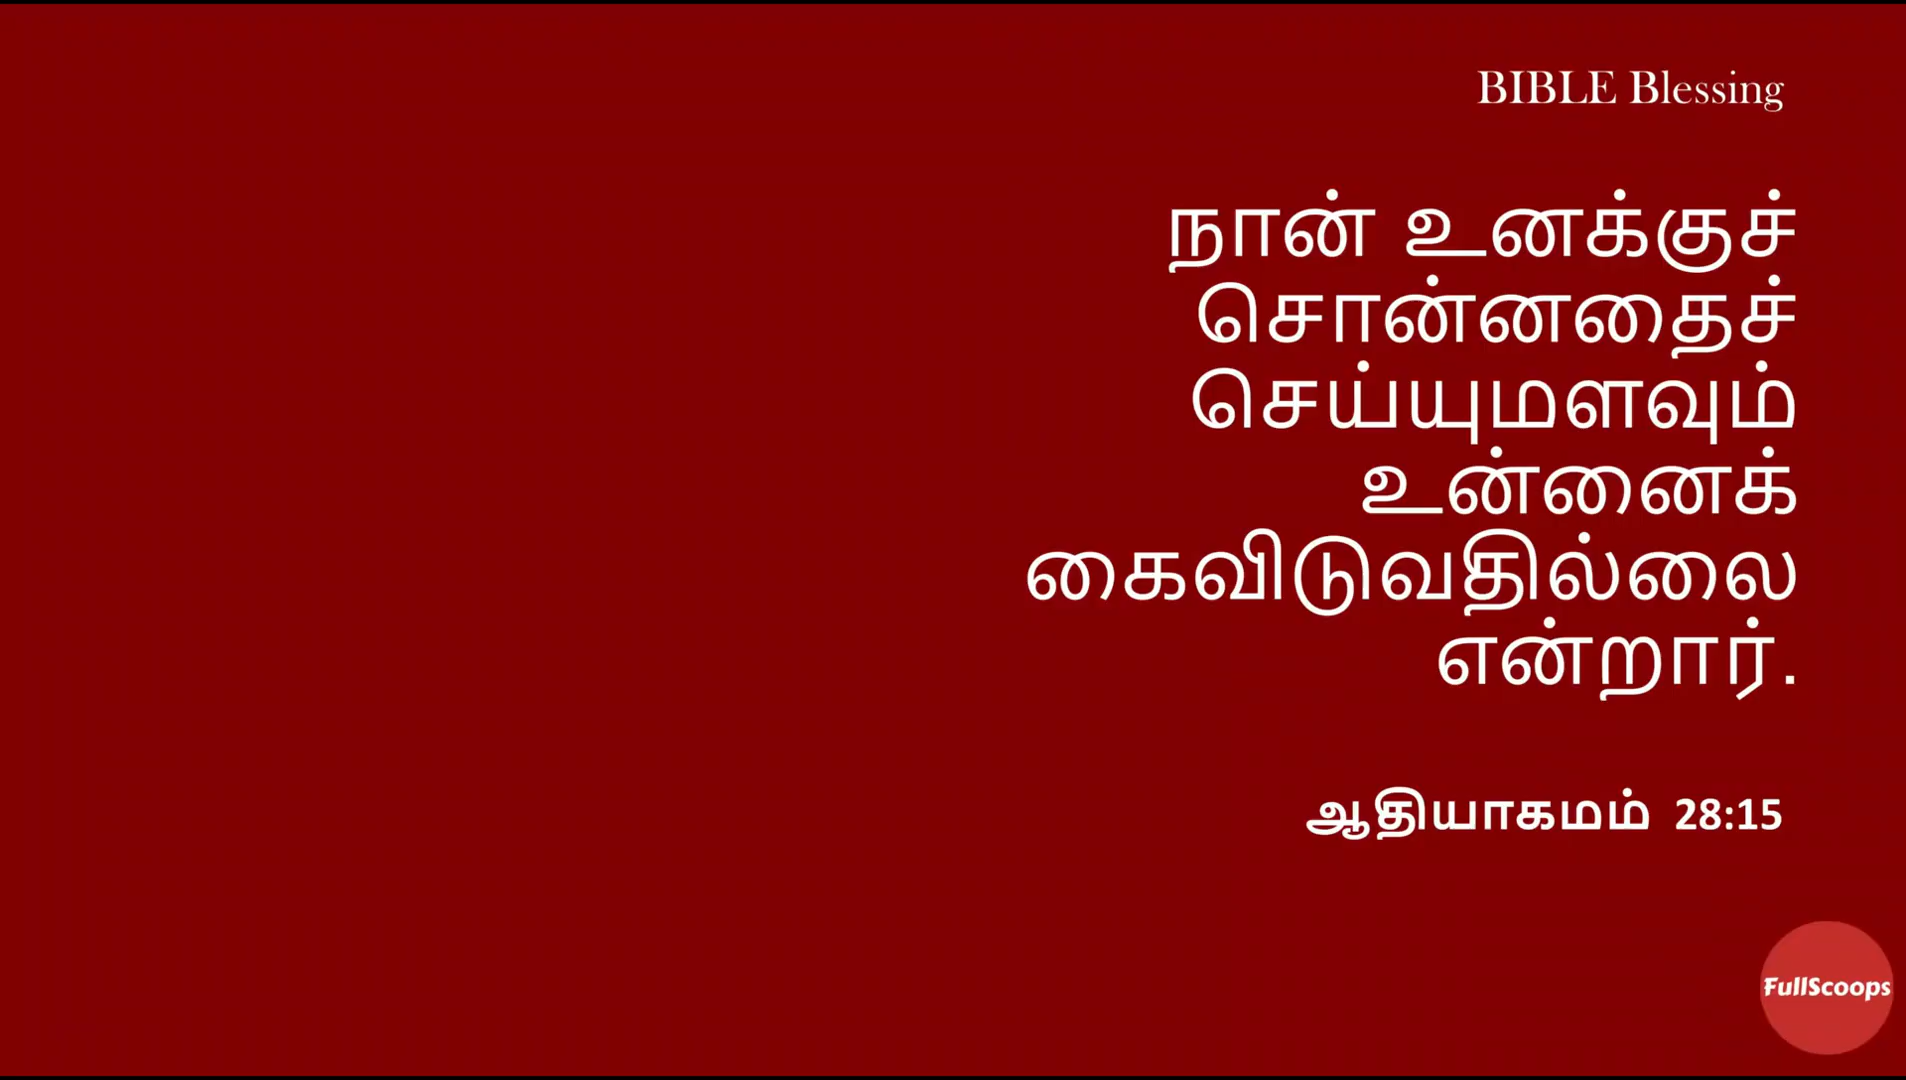 BIBLE Blessing
நான் உனக்குச்
சொன்னதைச்
செய்யுமளவும்
உன்னைக்
கைவிடுவதில்லை
என்றார்.
ஆதியாகமம் 28:15
FullScoops